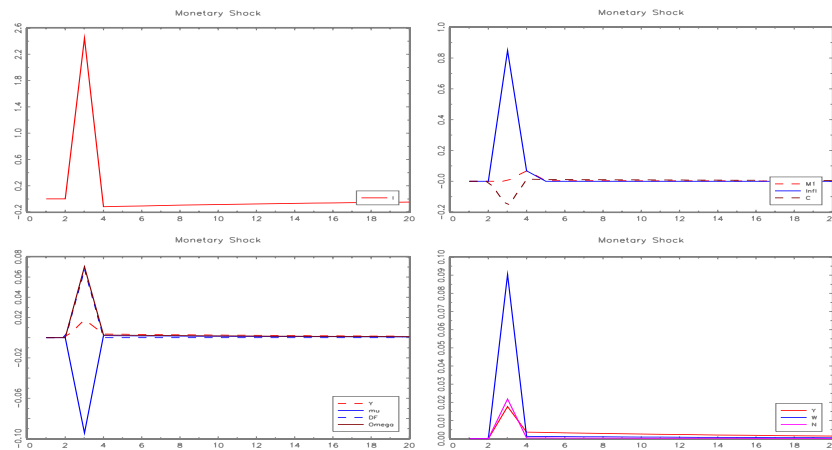 Monetary Shock
2.6
2.2
1.8
1.4
1.0
0.6
0.2
−0.2
0 2 4 6 8 10 12 14 16 18 20
I
Monetary Shock
1.0
0.8
0.6
0.4
0.2
−0.0
−0.2
0 2 4 6 8 10 12 14 16 18 20
M1
Infl
C
Monetary Shock
0.08
0.06
0.04
0.02
−0.02
−0.06
−0.10
0 2 4 6 8 10 12 14 16 18 20
Y
mu
DF
Omega
Monetary Shock
0.10
0.09
0.08
0.07
0.06
0.05
0.04
0.03
0.02
0.01
0.00
0 2 4 6 8 10 12 14 16 18 20
Y
W
N